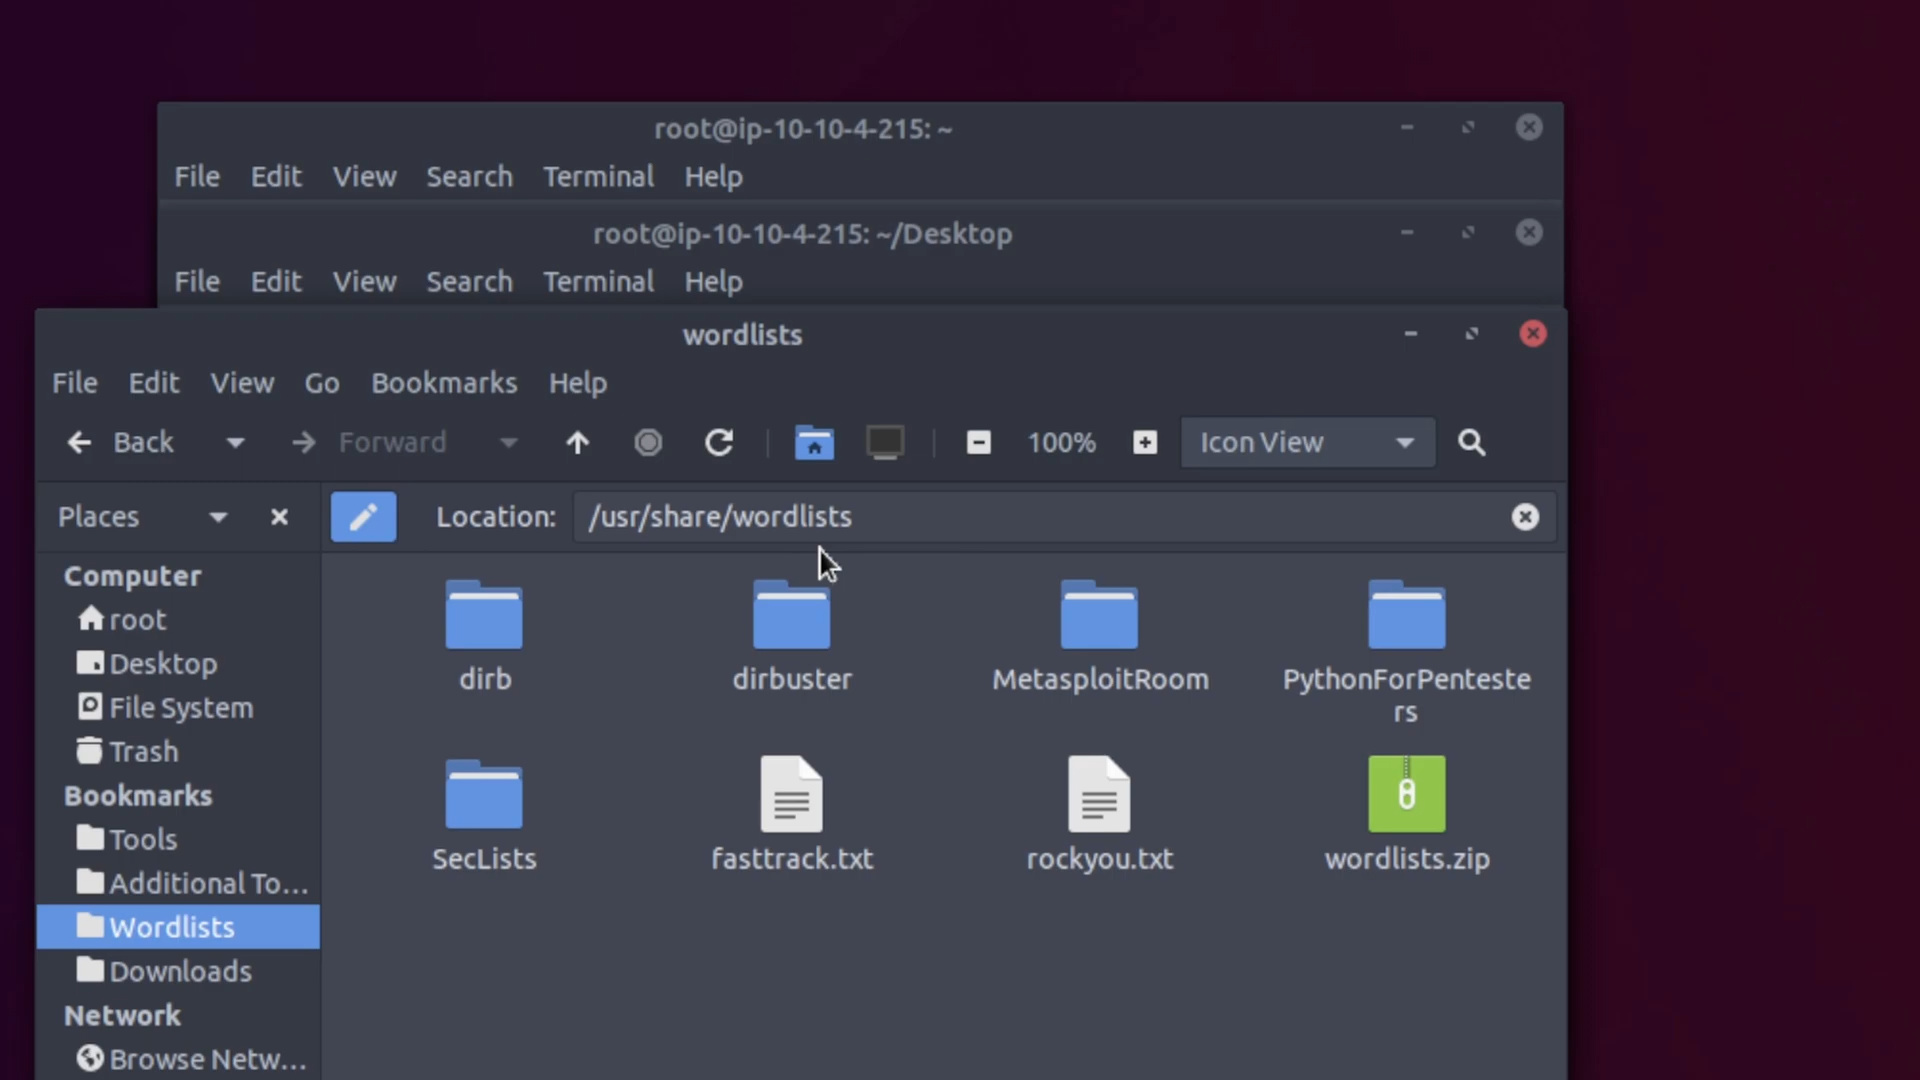 root@ip-10-10-4-215: ~
File Edit View Search Terminal Help
root@ip-10-10-4-215: ~/Desktop
File Edit View Search Terminal Help
wordlists
File Edit View Go Bookmarks Help
Back Forward 100% Icon View
Places Location: /usr/share/wordlists
Computer
root
Desktop
File System
Trash
Bookmarks
Tools
Additional To...
Wordlists
Downloads
Network
Browse Netw...
dirb dirbuster MetasploitRoom PythonForPenteste
rs
SecLists fasttrack.txt rockyou.txt wordlists.zip